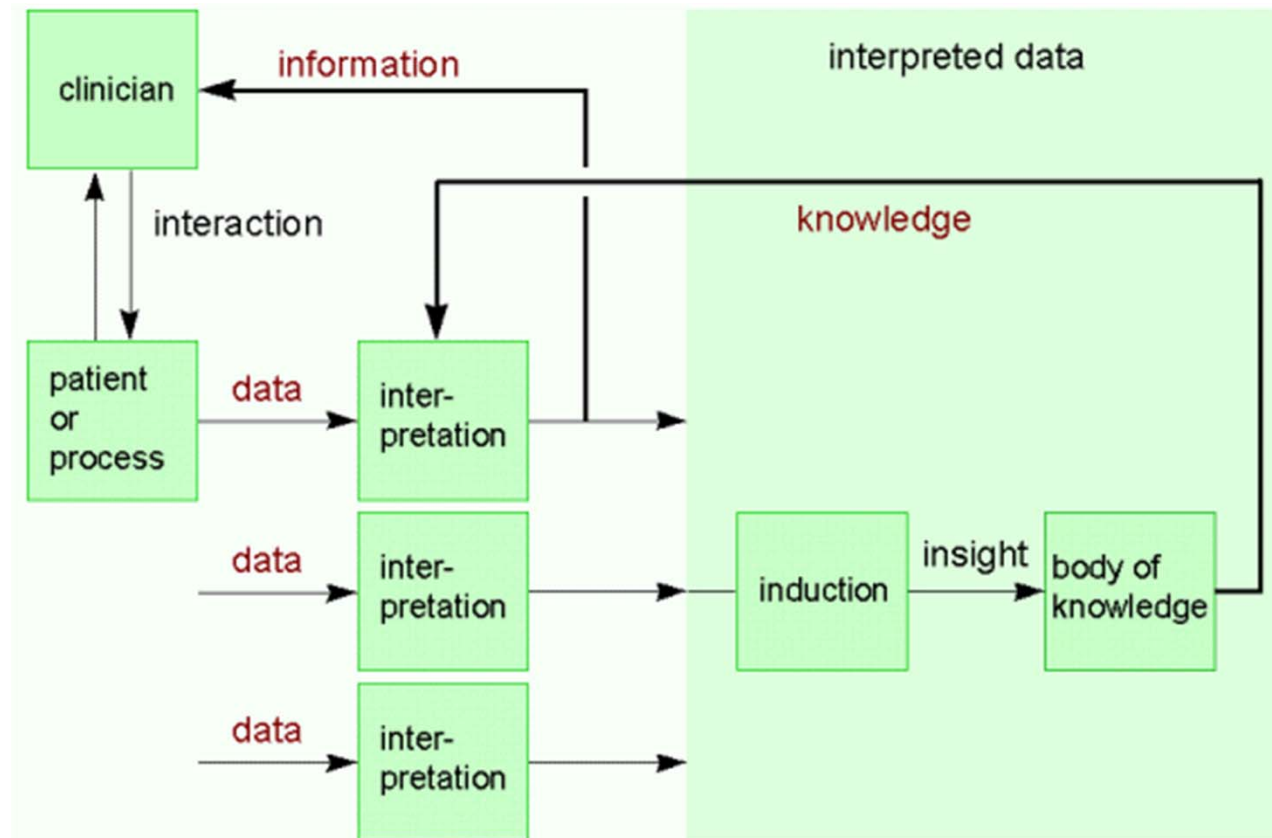 information
interpreted data
clinician
knowledge
interaction
patient
or
process
data
inter-
pretation
data
inter-
pretation
induction
insight
body of
knowledge
data
inter-
pretation